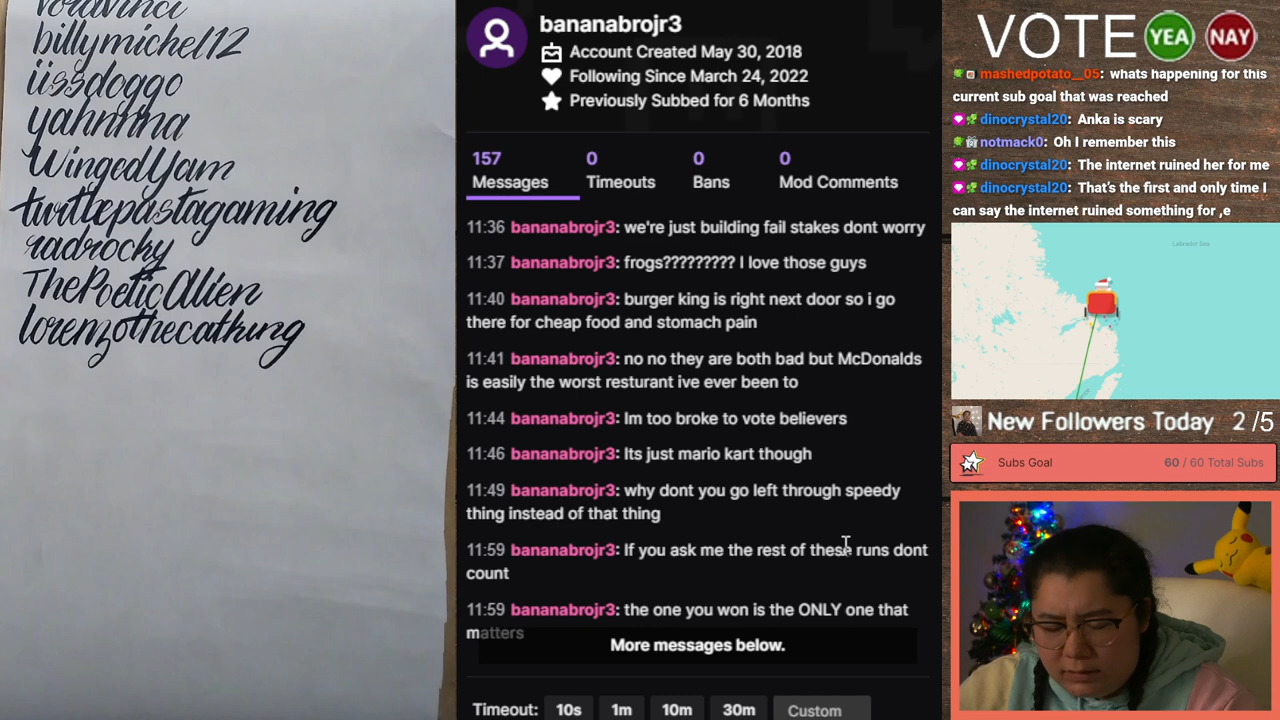 billymichel12
iissdoggo
yahnnna
WingedYam
turtlepastagaming
radrocky
ThePoeticAlien
lorenzothecatking
bananabrojr3
Account Created May 30, 2018
Following Since March 24, 2022
Previously Subbed for 6 Months
157 0 0 0
Messages Timeouts Bans Mod Comments
11:36 bananabrojr3: we're just building fail stakes dont worry
11:37 bananabrojr3: frogs????????? I love those guys
11:40 bananabrojr3: burger king is right next door so i go
there for cheap food and stomach pain
11:41 bananabrojr3: no no they are both bad but McDonalds
is easily the worst resturant ive ever been to
11:44 bananabrojr3: Im too broke to vote believers
11:46 bananabrojr3: Its just mario kart though
11:49 bananabrojr3: why dont you go left through speedy
thing instead of that thing
11:59 bananabrojr3: If you ask me the rest of these runs dont
count
11:59 bananabrojr3: the one you won is the ONLY one that
matters
More messages below.
Timeout: 10s 1m 10m 30m Custom
VOTE YEA NAY
mashedpotato__05: whats happening for this
current sub goal that was reached
dinocrystal20: Anka is scary
notmack0: Oh I remember this
dinocrystal20: The internet ruined her for me
dinocrystal20: That's the first and only time I
can say the internet ruined something for ,e
Labrador Sea
New Followers Today 2 /5
Subs Goal 60 / 60 Total Subs